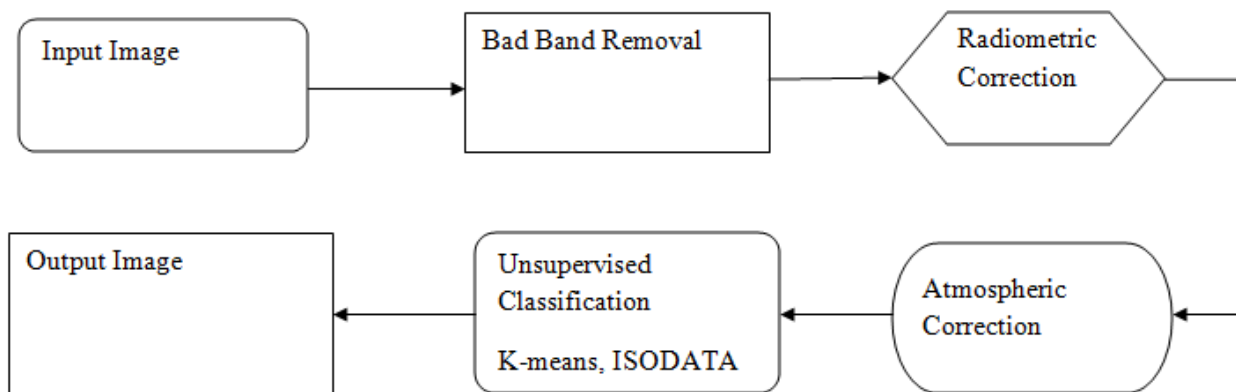 Input Image
Bad Band Removal
Radiometric
Correction
Output Image
Unsupervised
Classification
K-means, ISODATA
Atmospheric
Correction